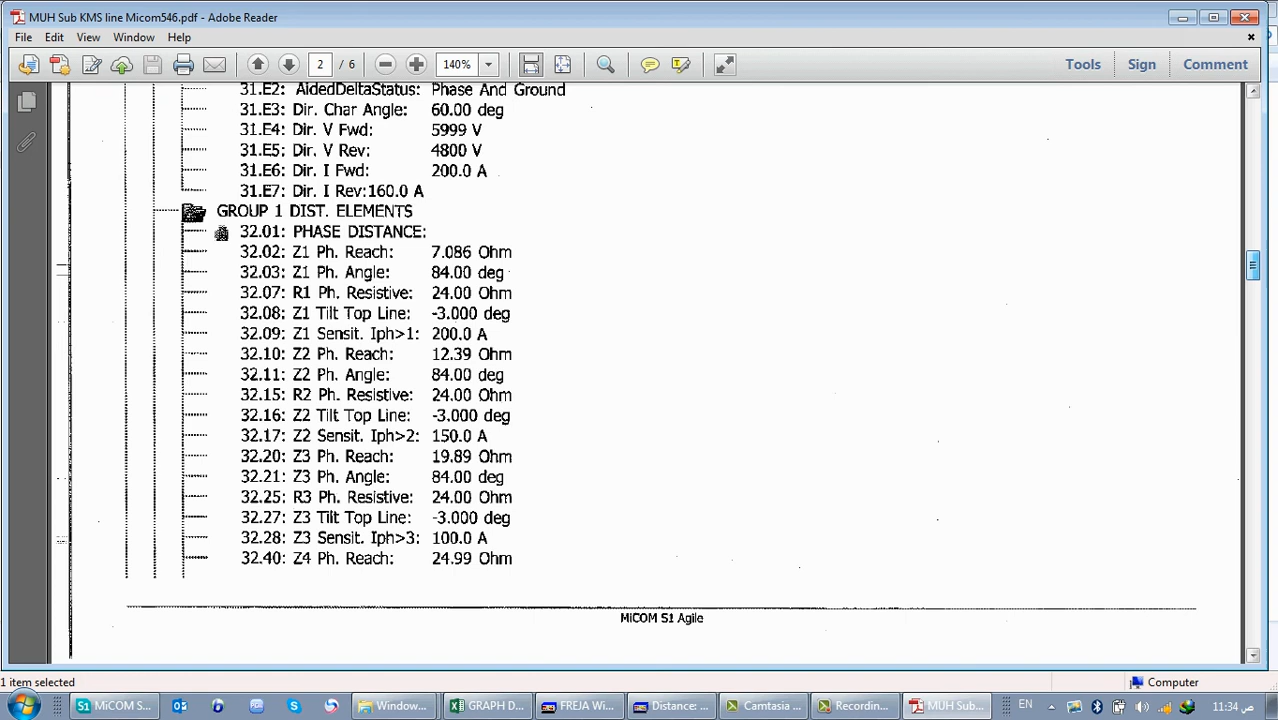 MUH Sub KMS line Micom546.pdf - Adobe Reader
File Edit View Window Help
2 / 6 140% Tools Sign Comment
31.E2: AidedDeltaStatus: Phase And Ground
31.E3: Dir. Char Angle: 60.00 deg
31.E4: Dir. V Fwd: 5999 V
31.E5: Dir. V Rev: 4800 V
31.E6: Dir. I Fwd: 200.0 A
31.E7: Dir. I Rev:160.0 A
GROUP 1 DIST. ELEMENTS
32.01: PHASE DISTANCE:
32.02: Z1 Ph. Reach: 7.086 Ohm
32.03: Z1 Ph. Angle: 84.00 deg
32.07: R1 Ph. Resistive: 24.00 Ohm
32.08: Z1 Tilt Top Line: -3.000 deg
32.09: Z1 Sensit. Iph>1: 200.0 A
32.10: Z2 Ph. Reach: 12.39 Ohm
32.11: Z2 Ph. Angle: 84.00 deg
32.15: R2 Ph. Resistive: 24.00 Ohm
32.16: Z2 Tilt Top Line: -3.000 deg
32.17: Z2 Sensit. Iph>2: 150.0 A
32.20: Z3 Ph. Reach: 19.89 Ohm
32.21: Z3 Ph. Angle: 84.00 deg
32.25: R3 Ph. Resistive: 24.00 Ohm
32.27: Z3 Tilt Top Line: -3.000 deg
32.28: Z3 Sensit. Iph>3: 100.0 A
32.40: Z4 Ph. Reach: 24.99 Ohm
MiCOM S1 Agile
1 item selected Computer
MiCOM S... Window... GRAPH D... FREJA Wi... Distance: ... Camtasia ... Recordin... MUH Sub... EN 11:34 ص